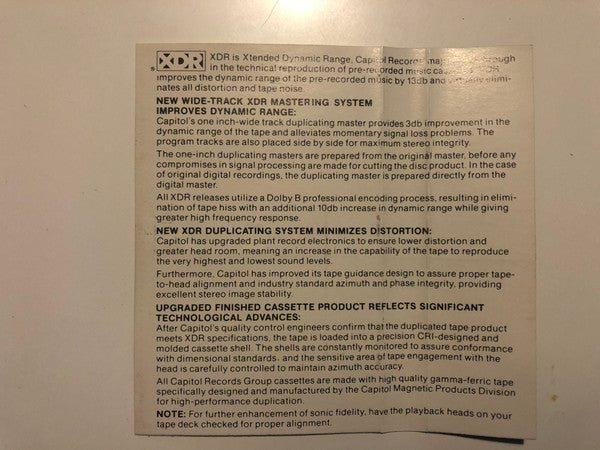 XDR XDR is Xtended Dynamic Range, Capitol Records'
in the technical reproduction of pre-recorded music
improves the dynamic range of the pre-recorded music by 13db and
nates all distortion and tape noise.
NEW WIDE-TRACK XDR MASTERING SYSTEM
IMPROVES DYNAMIC RANGE:
Capitol's one inch-wide track duplicating master provides 3db improvement in the
dynamic range of the tape and alleviates momentary signal loss problems. The
program tracks are also placed side by side for maximum stereo integrity.
The one-inch duplicating masters are prepared from the original master, before any
compromises in signal processing are made for cutting the disc product. In the case
of original digital recordings, the duplicating master is prepared directly from the
digital master.
All XDR releases utilize a Dolby B professional encoding process, resulting in elimi-
nation of tape hiss with an additional 10db increase in dynamic range while giving
greater high frequency response.
NEW XDR DUPLICATING SYSTEM MINIMIZES DISTORTION:
Capitol has upgraded plant record electronics to ensure lower distortion and
greater head room, meaning an increase in the capability of the tape to reproduce
the very highest and lowest sound levels.
Furthermore, Capitol has improved its tape guidance design to assure proper tape-
to-head alignment and industry standard azimuth and phase integrity, providing
excellent stereo image stability.
UPGRADED FINISHED CASSETTE PRODUCT REFLECTS SIGNIFICANT
TECHNOLOGICAL ADVANCES:
After Capitol's quality control engineers confirm that the duplicated tape product
meets XDR specifications, the tape is loaded into a precision CRI-designed and
molded cassette shell. The shells are constantly monitored to assure conformance
with dimensional standards, and the sensitive area of tape engagement with the
head is carefully controlled to maintain azimuth accuracy.
All Capitol Records Group cassettes are made with high quality gamma-ferric tape
specifically designed and manufactured by the Capitol Magnetic Products Division
for high-performance duplication.
NOTE: For further enhancement of sonic fidelity, have the playback heads on your
tape deck checked for proper alignment.